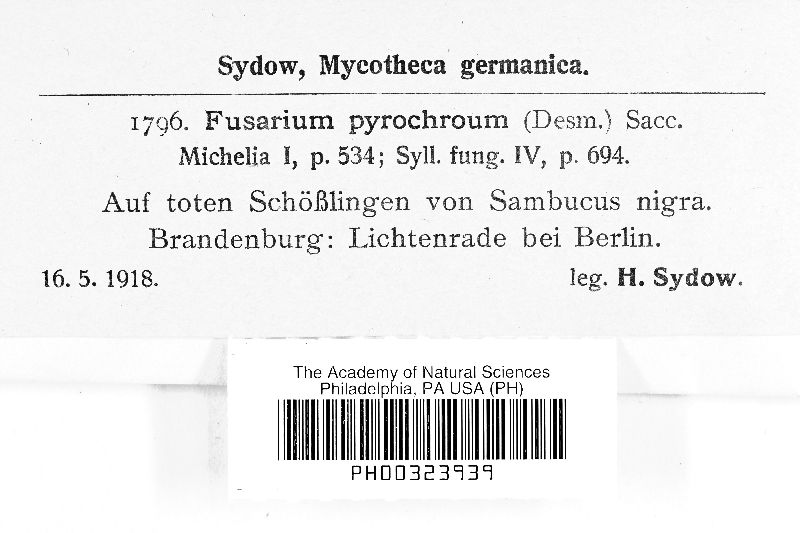 Sydow, Mycotheca germanica.
1796. Fusarium pyrochroum (Desm.) Sacc.
Michelia I, p. 534; Syll. fung. IV, p. 694.
Auf toten Schößlingen von Sambucus nigra.
Brandenburg: Lichtenrade bei Berlin.
16. 5. 1918. leg. H. Sydow.
The Academy of Natural Sciences
Philadelphia, PA USA (PH)
PH00323939